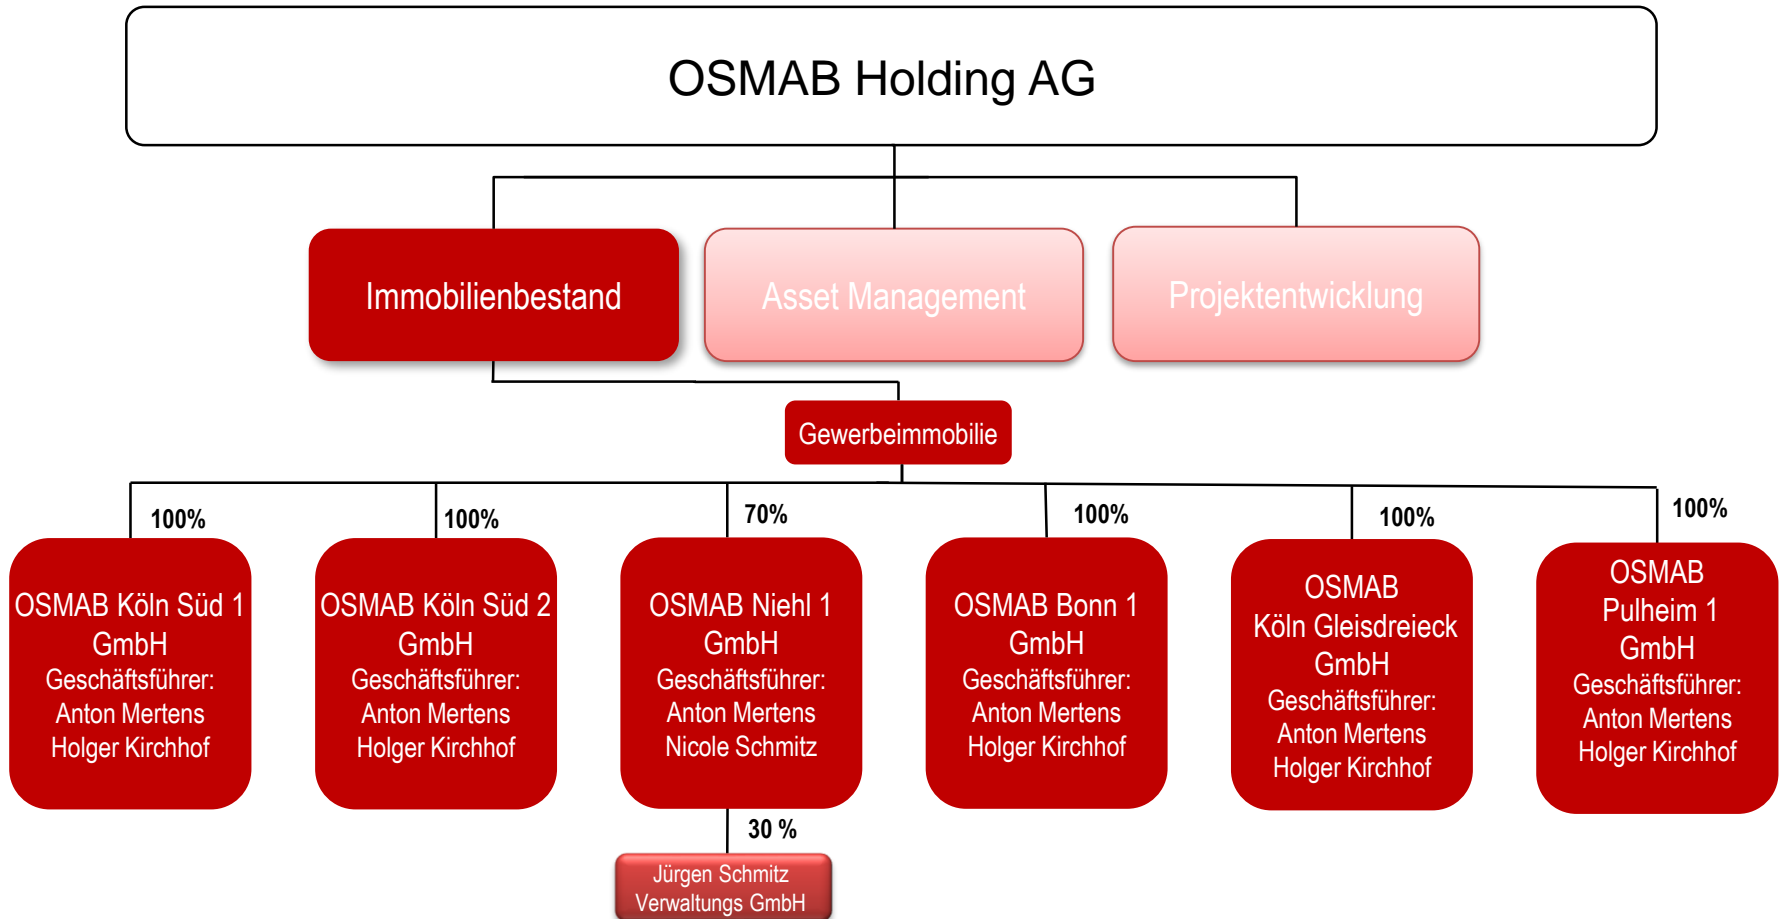 OSMAB Holding AG
Immobilienbestand
Asset Management
Projektentwicklung
Gewerbeimmobilie
100%
100%
70%
100%
100%
100%
OSMAB Köln Süd 1
GmbH
Geschäftsführer:
Anton Mertens
Holger Kirchhof
OSMAB Köln Süd 2
GmbH
Geschäftsführer:
Anton Mertens
Holger Kirchhof
OSMAB Niehl 1
GmbH
Geschäftsführer:
Anton Mertens
Nicole Schmitz
OSMAB Bonn 1
GmbH
Geschäftsführer:
Anton Mertens
Holger Kirchhof
OSMAB
Köln Gleisdreieck
GmbH
Geschäftsführer:
Anton Mertens
Holger Kirchhof
OSMAB
Pulheim 1
GmbH
Geschäftsführer:
Anton Mertens
Holger Kirchhof
30 %
Jürgen Schmitz
Verwaltungs GmbH